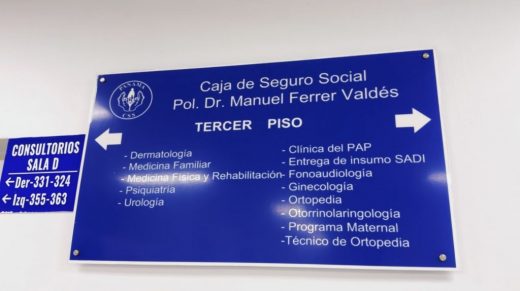 PANAMA
CSS
Caja de Seguro Social
Pol. Dr. Manuel Ferrer Valdés
TERCER PISO
- Dermatología
- Medicina Familiar
- Medicina Física y Rehabilitación
- Psiquiatría
- Urología
- Clínica del PAP
- Entrega de insumo SADI
- Fonoaudiología
- Ginecología
- Ortopedia
- Otorrinolaringología
- Programa Maternal
-Técnico de Ortopedia
CONSULTORIOS
SALA D
←Der-331-324
←Izq-355-363